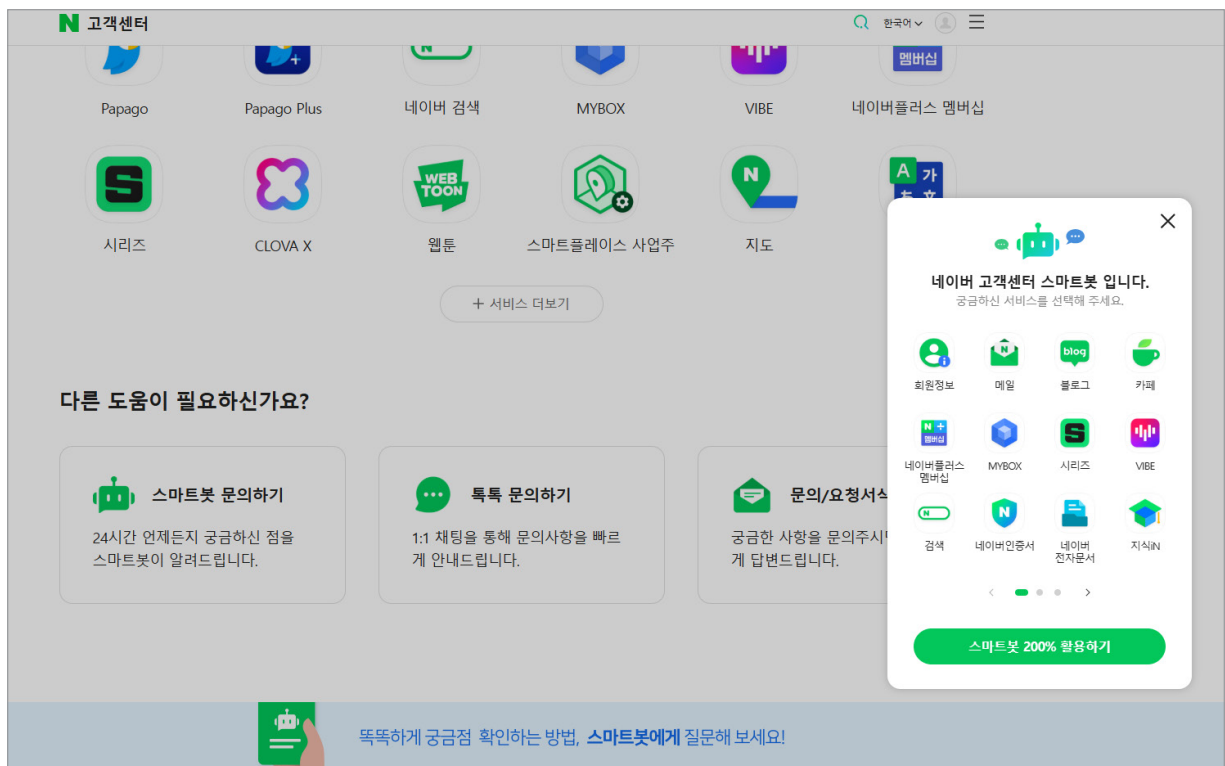 N 고객센터
한국어
N
멤버십
Papago
Papago Plus
네이버 검색
MYBOX
VIBE
네이버플러스 멤버십
S
WEB
TOON
N
A 가
시리즈
CLOVA X
웹툰
스마트플레이스 사업주
지도
+ 서비스 더보기
다른 도움이 필요하신가요?
스마트봇 문의하기
24시간 언제든지 궁금하신 점을
스마트봇이 알려드립니다.
톡톡 문의하기
1:1 채팅을 통해 문의사항을 빠르
게 안내드립니다.
문의/요청서식
궁금한 사항을 문의주시면
게 답변드립니다.
네이버 고객센터 스마트봇 입니다.
궁금하신 서비스를 선택해 주세요.
N
blog
회원정보
메일
블로그
카페
N +
멤버십
S
네이버플러스
멤버십
MYBOX
시리즈
VIBE
N
N
검색
네이버인증서
네이버
전자문서
지식iN
스마트봇 200% 활용하기
똑똑하게 궁금점 확인하는 방법, 스마트봇에게 질문해 보세요!